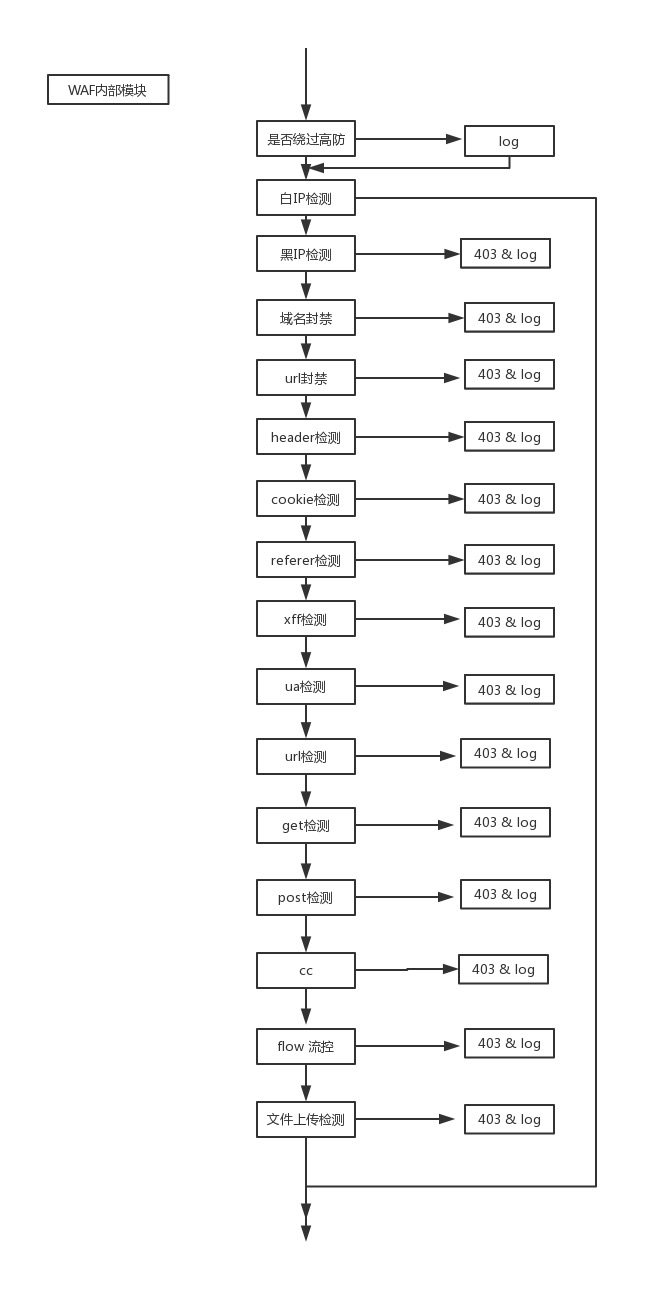 WAF内部模块
是否绕过高防
log
白IP检测
黑IP检测
403 & log
域名封禁
403 & log
url封禁
403 & log
header检测
403 & log
cookie检测
403 & log
referer检测
403 & log
xff检测
403 & log
ua检测
403 & log
url检测
403 & log
get检测
403 & log
post检测
403 & log
cc
403 & log
flow 流控
403 & log
文件上传检测
403 & log